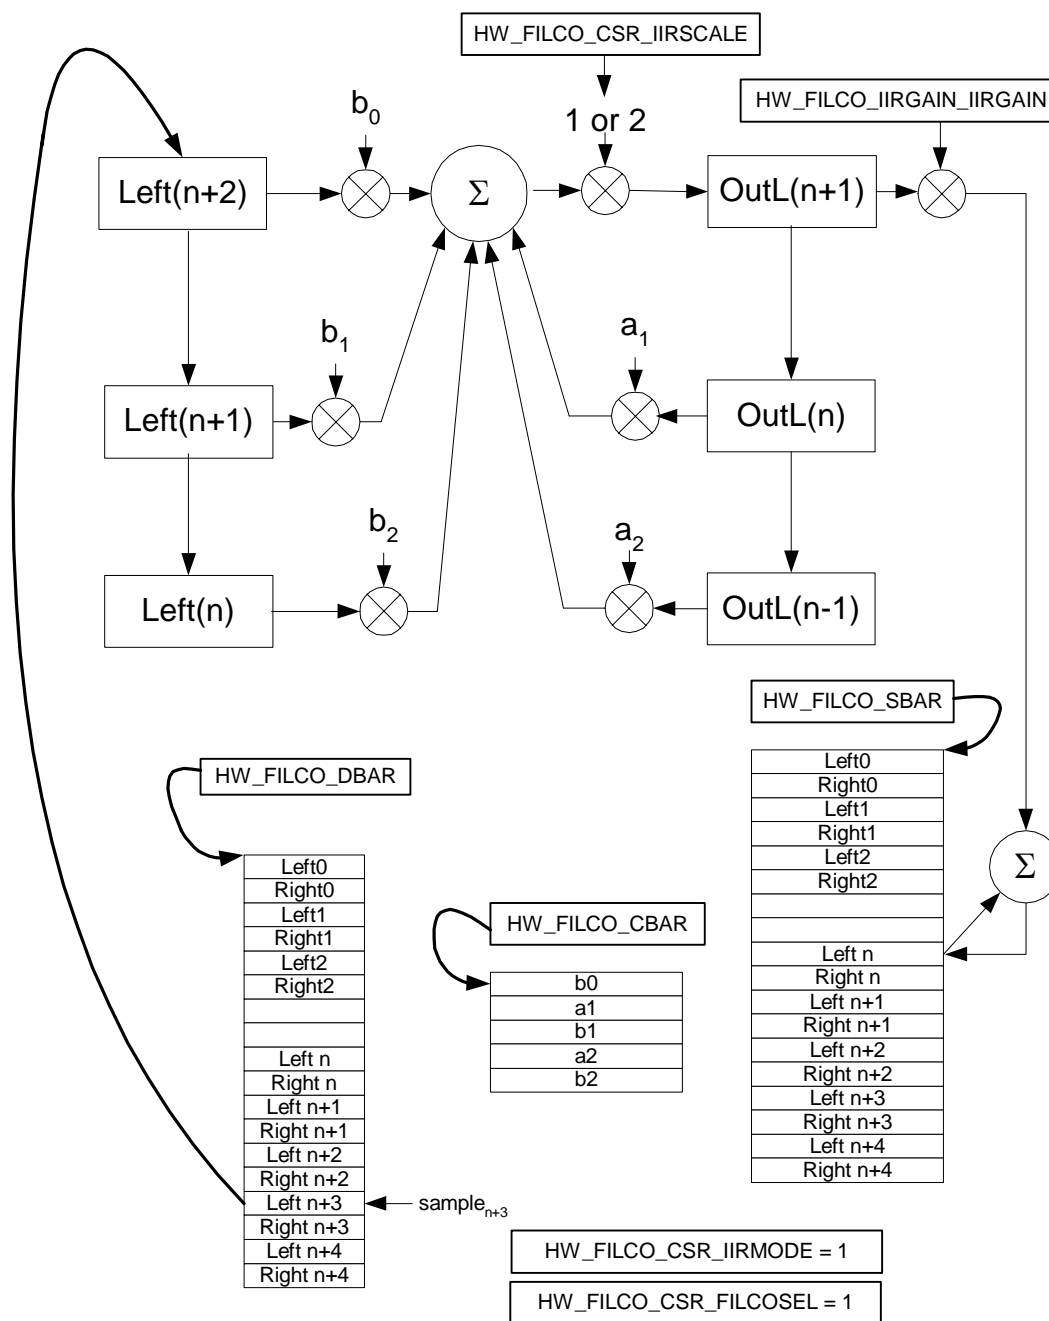 HW_FILCO_CSR_IIRSCALE
HW_FILCO_IIRGAIN_IIRGAIN
b0
1 or 2
Left(n+2)
Σ
OutL(n+1)
b1
a1
Left(n+1)
OutL(n)
b2
a2
Left(n)
OutL(n-1)
HW_FILCO_SBAR
Left0
Right0
Left1
Right1
Left2
Right2
Left n
Right n
Left n+1
Right n+1
Left n+2
Right n+2
Left n+3
Right n+3
Left n+4
Right n+4
Σ
HW_FILCO_DBAR
Left0
Right0
Left1
Right1
Left2
Right2
Left n
Right n
Left n+1
Right n+1
Left n+2
Right n+2
Left n+3
Right n+3
Left n+4
Right n+4
sample n+3
HW_FILCO_CBAR
b0
a1
b1
a2
b2
HW_FILCO_CSR_IIRMODE = 1
HW_FILCO_CSR_FILCOSEL = 1